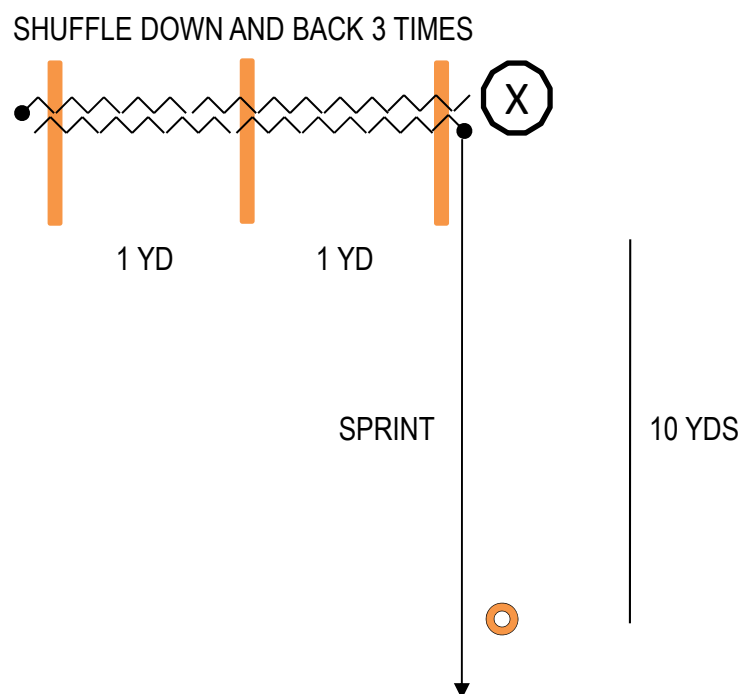 SHUFFLE DOWN AND BACK 3 TIMES
X
1 YD 1 YD
SPRINT 10 YDS